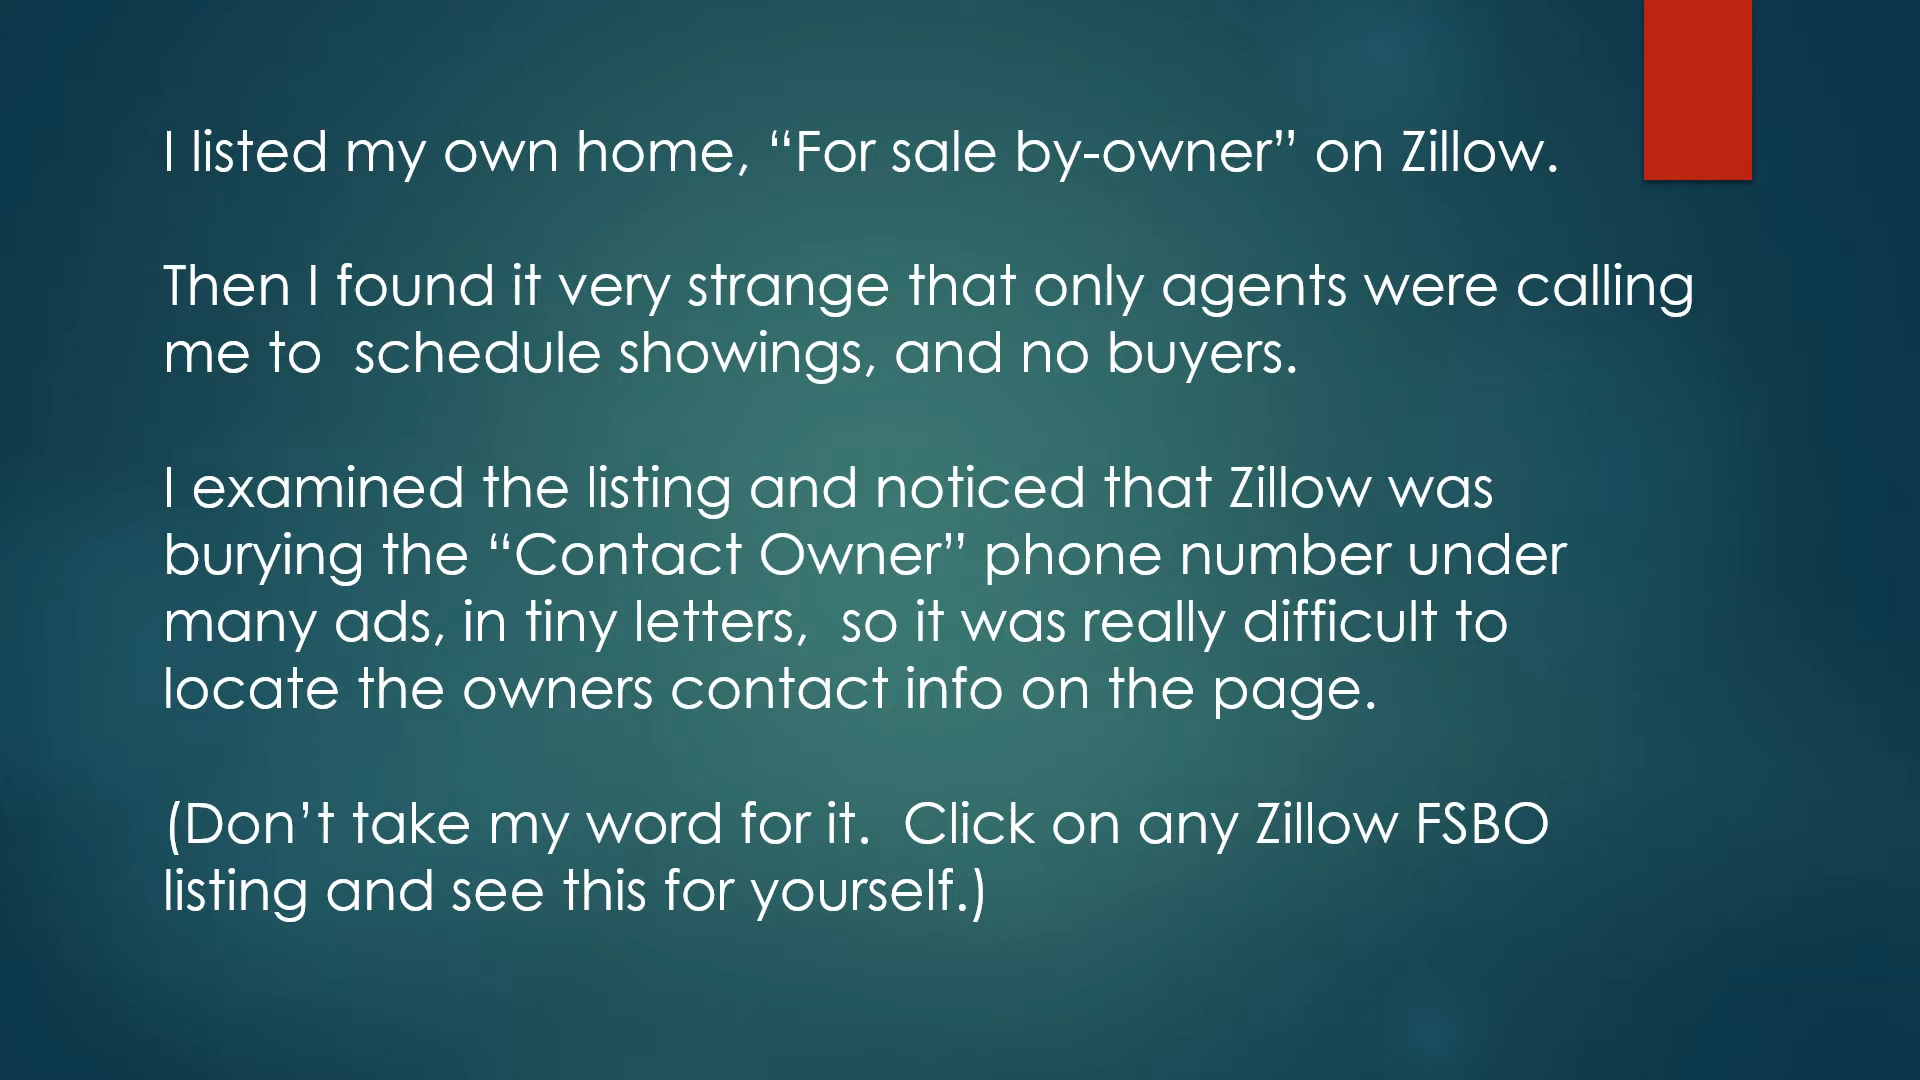 I listed my own home, “For sale by-owner” on Zillow.
Then I found it very strange that only agents were calling
me to  schedule showings, and no buyers.
I examined the listing and noticed that Zillow was
burying the “Contact Owner” phone number under
many ads, in tiny letters,  so it was really difficult to
locate the owners contact info on the page.
(Don’t take my word for it.  Click on any Zillow FSBO
listing and see this for yourself.)